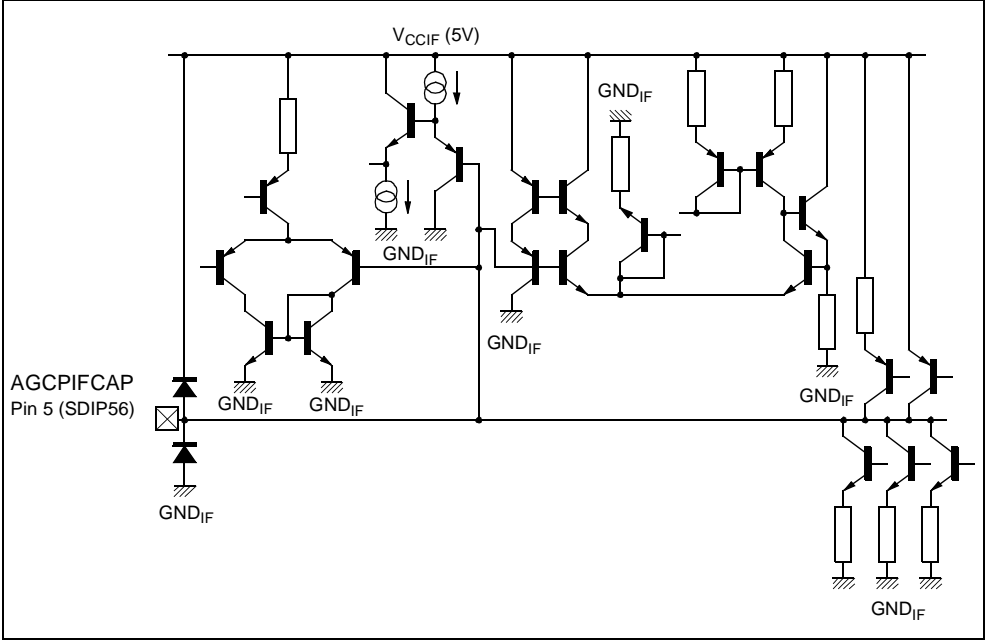 VCCIF (5V)
GNDIF
GNDIF
GNDIF
AGCPIFCAP
Pin 5 (SDIP56)
GNDIF
GNDIF
GNDIF
GNDIF
GNDIF